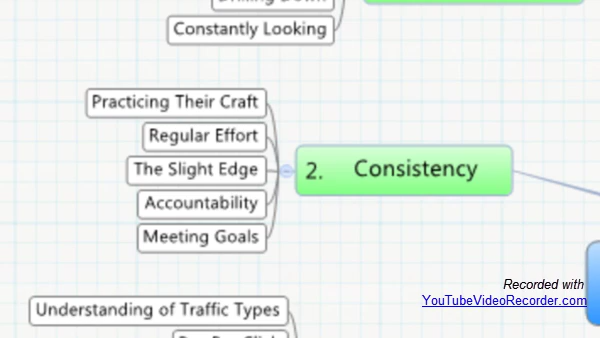 Constantly Looking
Practicing Their Craft
Regular Effort
The Slight Edge
Accountability
Meeting Goals
2. Consistency
Understanding of Traffic Types
Recorded with
YouTubeVideoRecorder.com